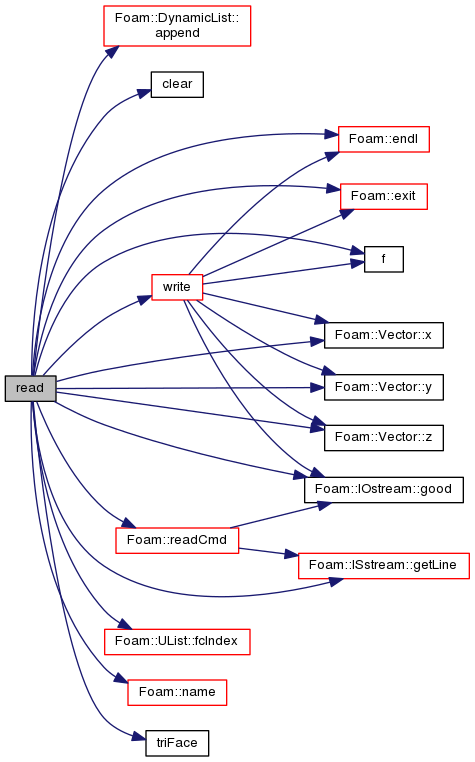 Foam::DynamicList::
append
clear
Foam::endl
Foam::exit
f
write
Foam::Vector::x
Foam::Vector::y
read
Foam::Vector::z
Foam::IOstream::good
Foam::readCmd
Foam::ISstream::getLine
Foam::UList::fcIndex
Foam::name
triFace